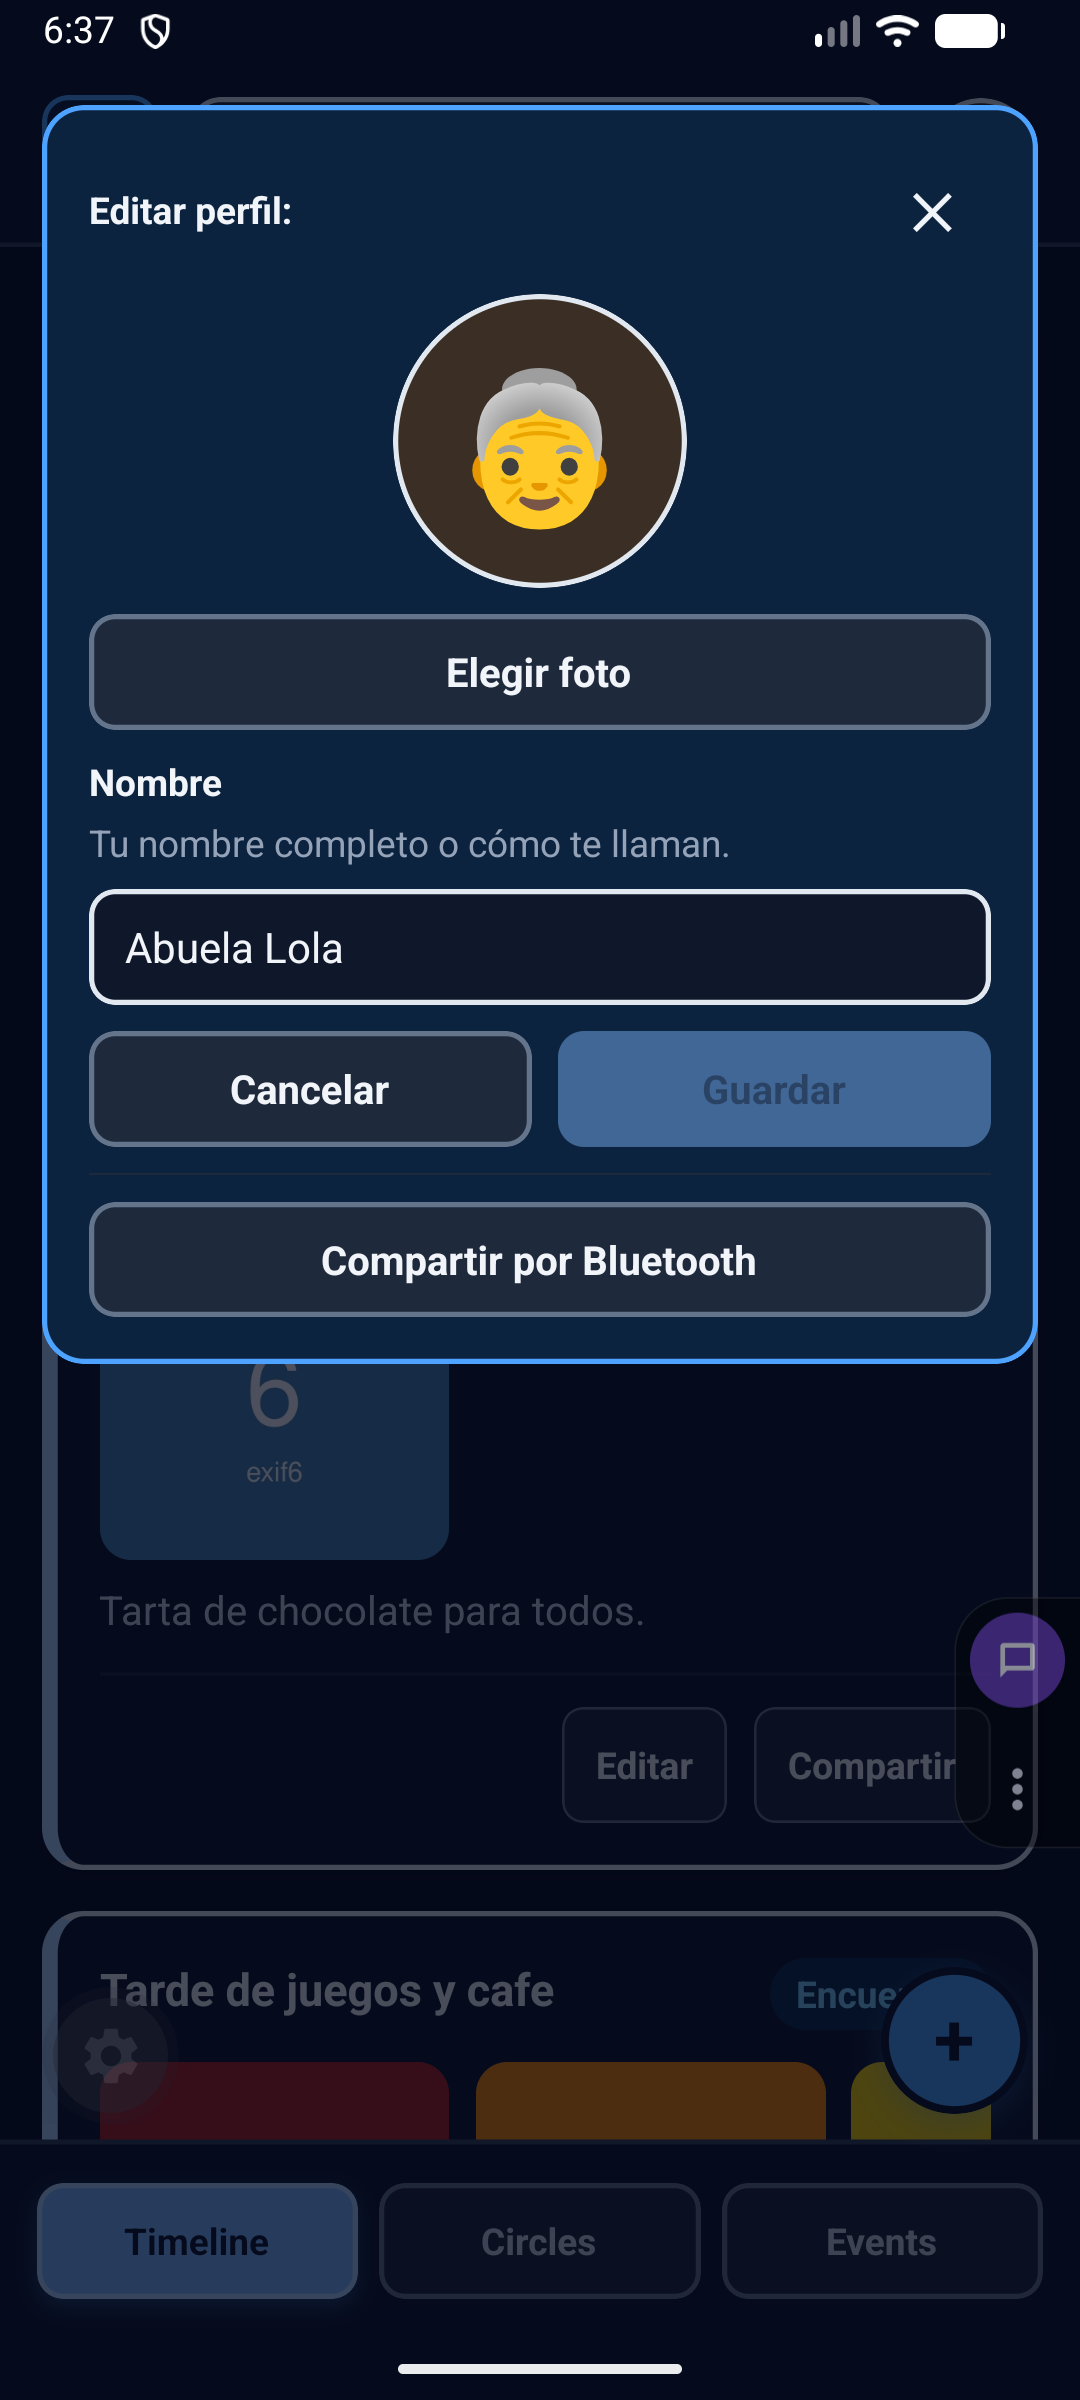 6:37
Editar perfil:
Elegir foto
Nombre
Tu nombre completo o cómo te llaman.
Abuela Lola
Cancelar
Guardar
Compartir por Bluetooth
6
exif6
Tarta de chocolate para todos.
Editar
Compartir
Tarde de juegos y cafe
Timeline
Circles
Events